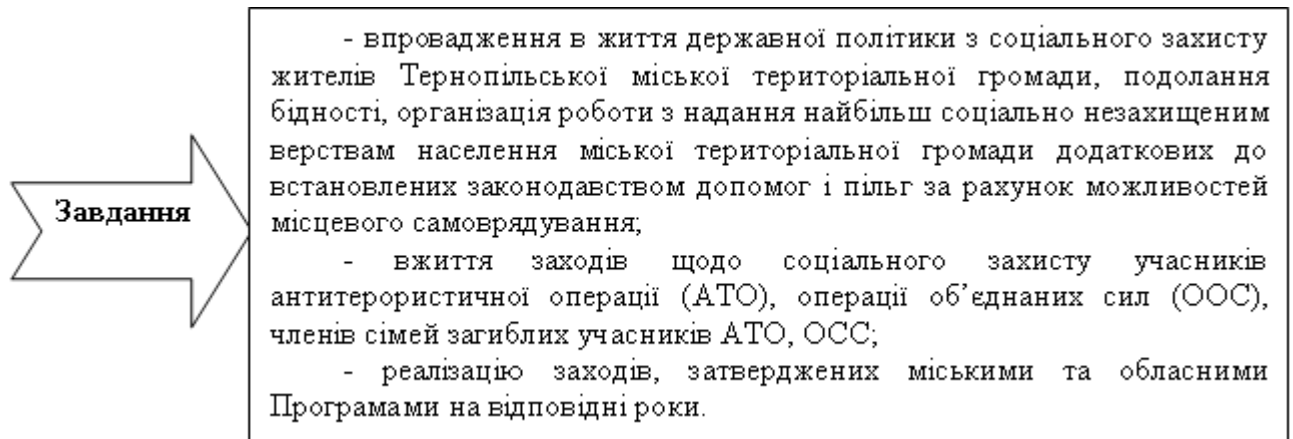 Завдання
- впровадження в життя державної політики з соціального захисту
жителів Тернопільської міської територіальної громади, подолання
бідності, організація роботи з надання найбільш соціально незахищеним
верствам населення міської територіальної громади додаткових до
встановлених законодавством допомог і пільг за рахунок можливостей
місцевого самоврядування;
- вжиття заходів щодо соціального захисту учасників
антитерористичної операції (АТО), операції об’єднаних сил (ООС),
членів сімей загиблих учасників АТО, ОСС;
- реалізацію заходів, затверджених міськими та обласними
Програмами на відповідні роки.